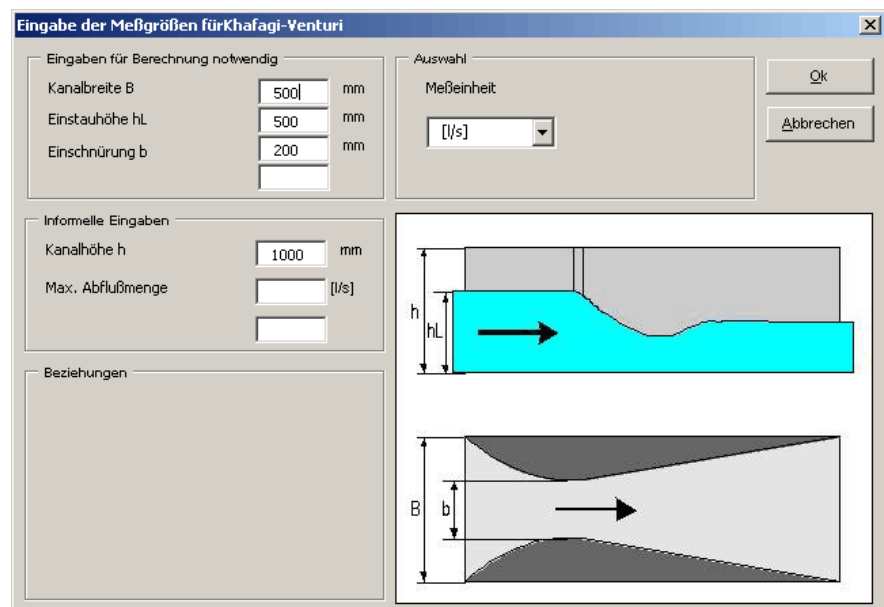 Eingabe der Meßgrößen fürKhafagi-Venturi
Eingaben für Berechnung notwendig
Kanalbreite B 500 mm
Einstauhöhe hL 500 mm
Einschnürung b 200 mm
Auswahl
Meßeinheit
[l/s]
Ok
Abbrechen
Informelle Eingaben
Kanalhöhe h 1000 mm
Max. Abflußmenge [l/s]
Beziehungen
h
hL
B
b